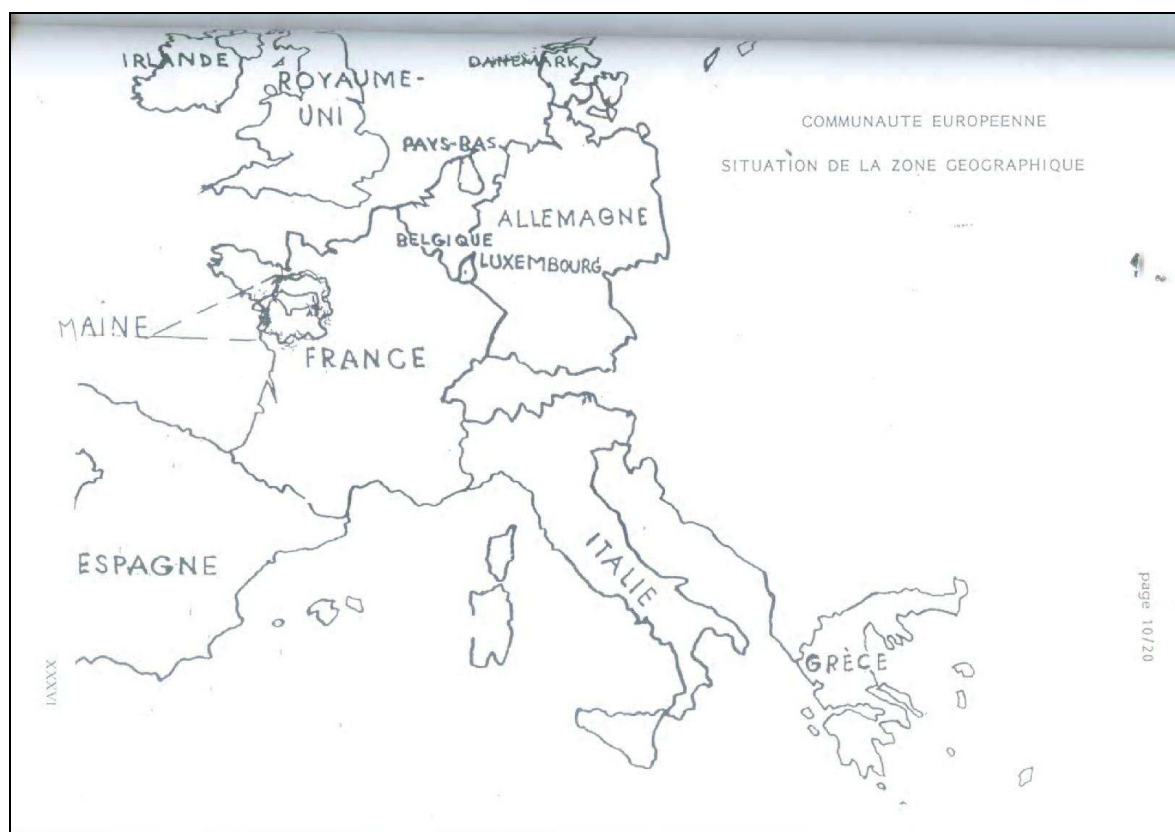 IRLANDE
ROYAUME-
UNI
DANEMARK
PAYS-BAS
COMMUNAUTE EUROPEENNE
SITUATION DE LA ZONE GEOGRAPHIQUE
ALLEMAGNE
BELGIQUE
LUXEMBOURG
MAINE
FRANCE
ESPAGNE
ITALIE
GRÈCE
page 10/20
XXXVI